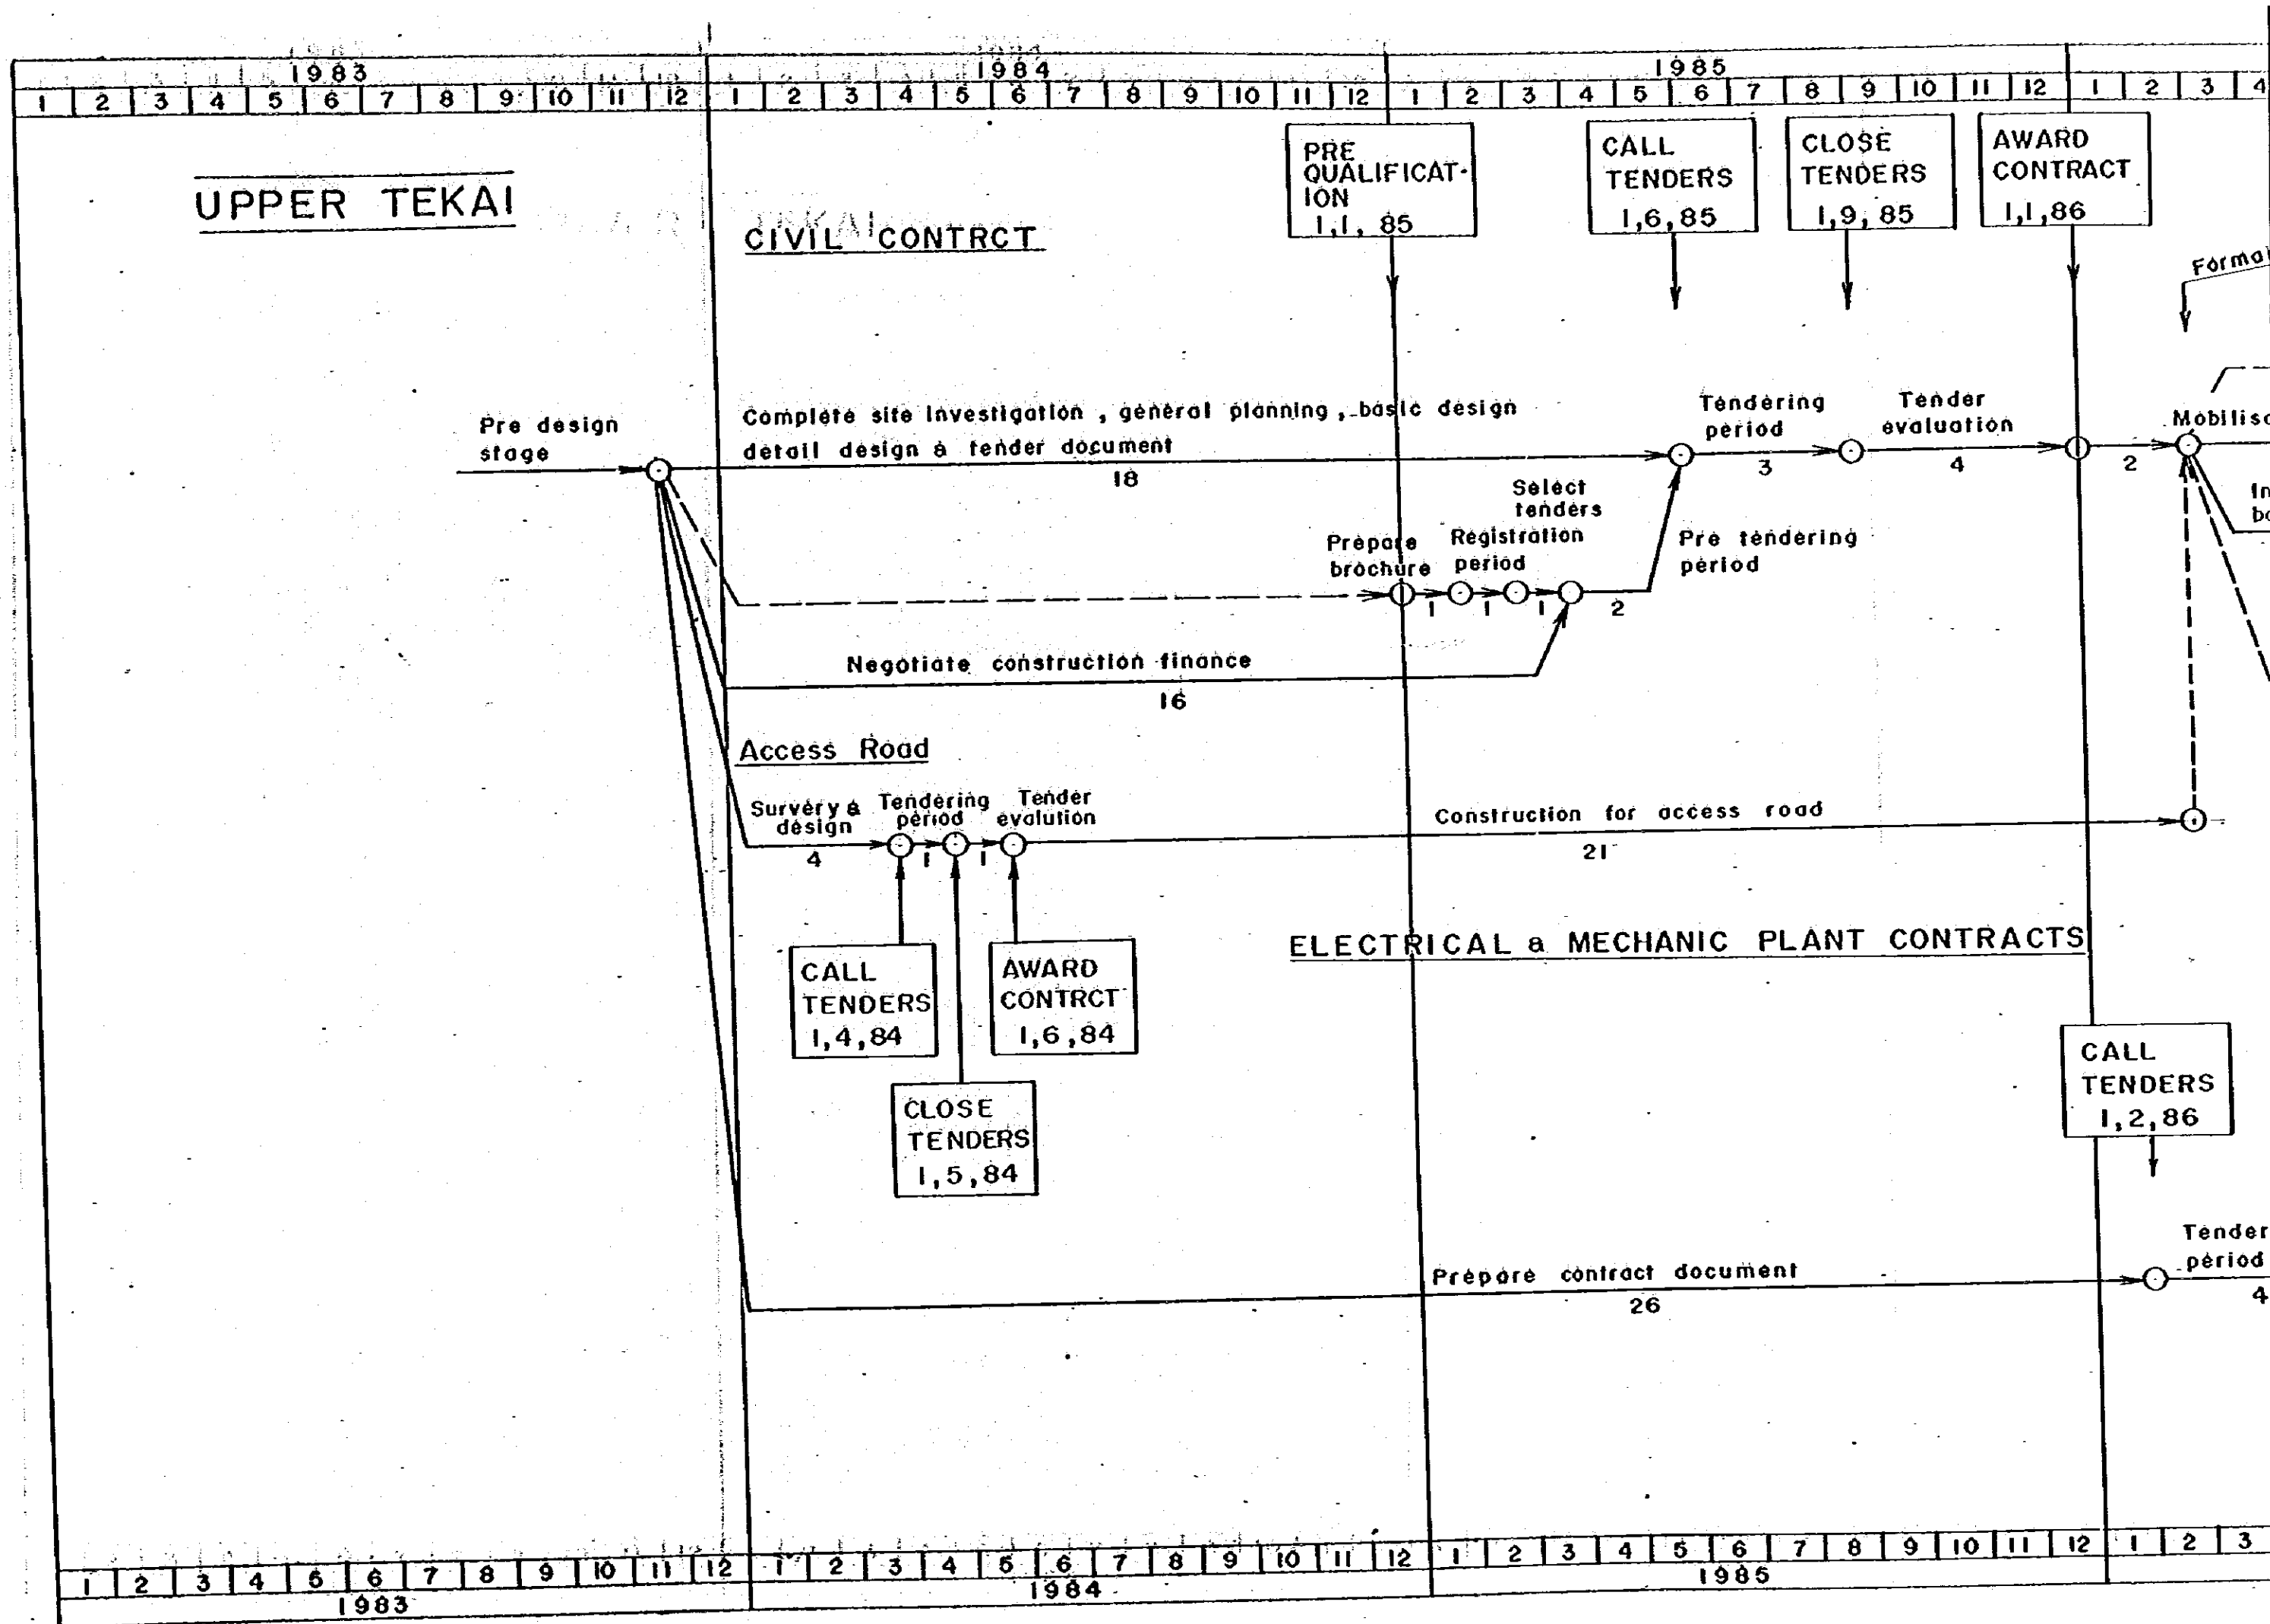 1983 1984 1985
1 2 3 4 5 6 7 8 9 10 11 12 1 2 3 4 5 6 7 8 9 10 11 12 1 2 3 4 5 6 7 8 9 10 11 12 1 2 3 4
UPPER TEKAI
CIVIL CONTRCT
PRE
QUALIFICAT-
ION
1,1, 85
CALL
TENDERS
1,6,85
CLOSE
TENDERS
1,9, 85
AWARD
CONTRACT
1,1,86
Pre design
stage
Complete site investigation , general planning , basic design
detail design & tender document
18
Tendering
period
3
Tender
evaluation
4
2
Select
tenders
Prepare
brochure
Registration
period
1 1 1 2
Pre tendering
period
Negotiate construction finance
16
Access Road
Survery &
design
4
Tendering
period
1
Tender
evalution
1
Construction for access road
21
CALL
TENDERS
1,4,84
CLOSE
TENDERS
1,5,84
AWARD
CONTRCT
1,6,84
ELECTRICAL & MECHANIC PLANT CONTRACTS
CALL
TENDERS
1,2,86
Prepare contract document
26
Tender
period
4
1 2 3 4 5 6 7 8 9 10 11 12 1 2 3 4 5 6 7 8 9 10 11 12 1 2 3 4 5 6 7 8 9 10 11 12 1 2 3
1983 1984 1985